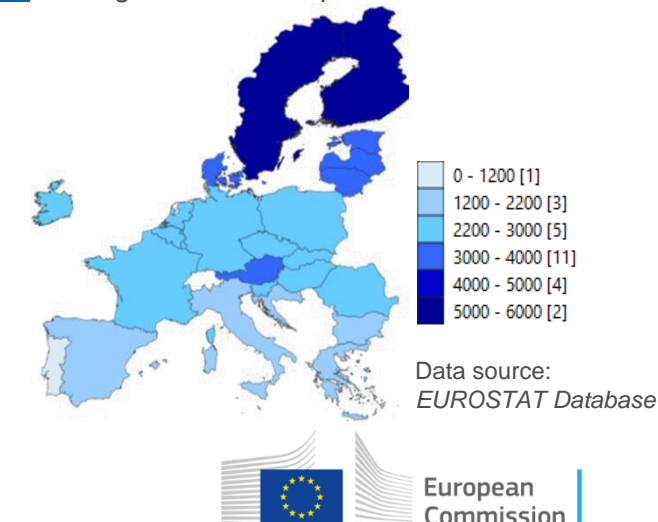 0 - 1200 [1]
1200 - 2200 [3]
2200 - 3000 [5]
3000 - 4000 [11]
4000 - 5000 [4]
5000 - 6000 [2]
Data source:
EUROSTAT Database
European
Commission